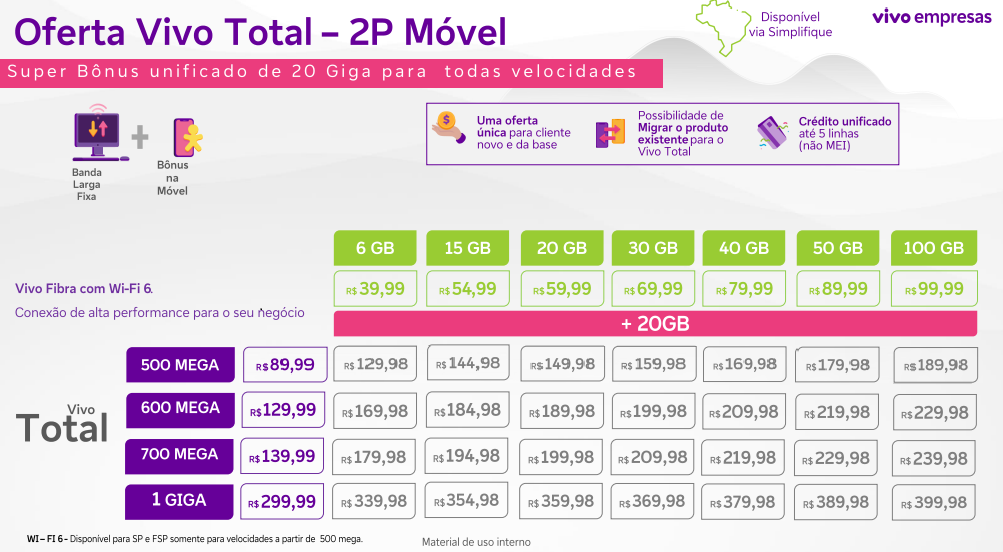 Oferta Vivo Total – 2P Móvel
Disponível
via Simplifique
vivo empresas
Super Bônus unificado de 20 Giga para todas velocidades
Banda
Larga
Fixa
Bônus
na
Móvel
Uma oferta
única para cliente
novo e da base
Possibilidade de
Migrar o produto
existente para o
Vivo Total
Crédito unificado
até 5 linhas
(não MEI)
6 GB 15 GB 20 GB 30 GB 40 GB 50 GB 100 GB
Vivo Fibra com Wi-Fi 6.
R$ 39,99 R$ 54,99 R$ 59,99 R$ 69,99 R$ 79,99 R$ 89,99 R$ 99,99
Conexão de alta performance para o seu negócio
+ 20GB
500 MEGA R$ 89,99 R$ 129,98 R$ 144,98 R$ 149,98 R$ 159,98 R$ 169,98 R$ 179,98 R$ 189,98
Vivo
Total
600 MEGA R$ 129,99 R$ 169,98 R$ 184,98 R$ 189,98 R$ 199,98 R$ 209,98 R$ 219,98 R$ 229,98
700 MEGA R$ 139,99 R$ 179,98 R$ 194,98 R$ 199,98 R$ 209,98 R$ 219,98 R$ 229,98 R$ 239,98
1 GIGA R$ 299,99 R$ 339,98 R$ 354,98 R$ 359,98 R$ 369,98 R$ 379,98 R$ 389,98 R$ 399,98
WI – FI 6 - Disponível para SP e FSP somente para velocidades a partir de 500 mega.
Material de uso interno